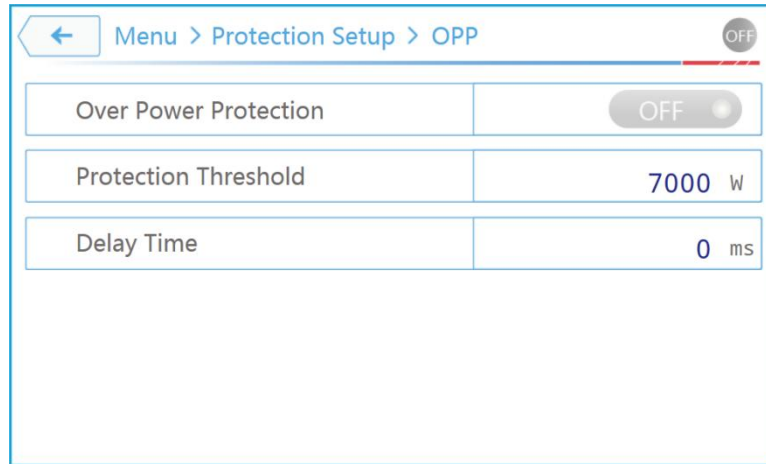 Menu > Protection Setup > OPP OFF
Over Power Protection OFF
Protection Threshold 7000 W
Delay Time 0 ms